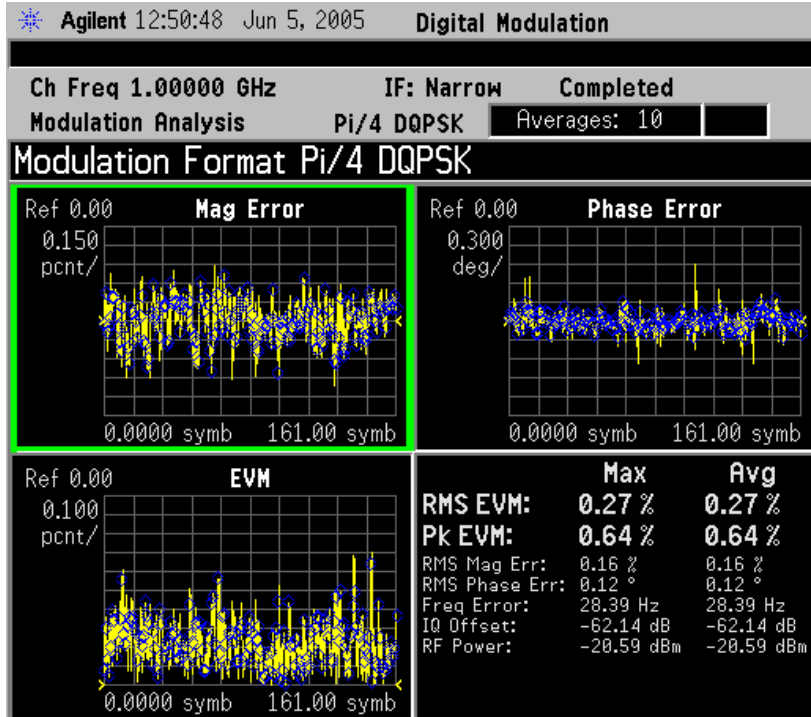 Agilent 12:50:48 Jun 5, 2005 Digital Modulation
Ch Freq 1.00000 GHz IF: Narrow Completed
Modulation Analysis Pi/4 DQPSK Averages: 10
Modulation Format Pi/4 DQPSK
Ref 0.00 Mag Error
0.150
pcnt/
0.0000 symb 161.00 symb
Ref 0.00 Phase Error
0.300
deg/
0.0000 symb 161.00 symb
Ref 0.00 EVM
0.100
pcnt/
0.0000 symb 161.00 symb
Max Avg
RMS EVM: 0.27 % 0.27 %
Pk EVM: 0.64 % 0.64 %
RMS Mag Err: 0.16 % 0.16 %
RMS Phase Err: 0.12 ° 0.12 °
Freq Error: 28.39 Hz 28.39 Hz
IQ Offset: -62.14 dB -62.14 dB
RF Power: -20.59 dBm -20.59 dBm